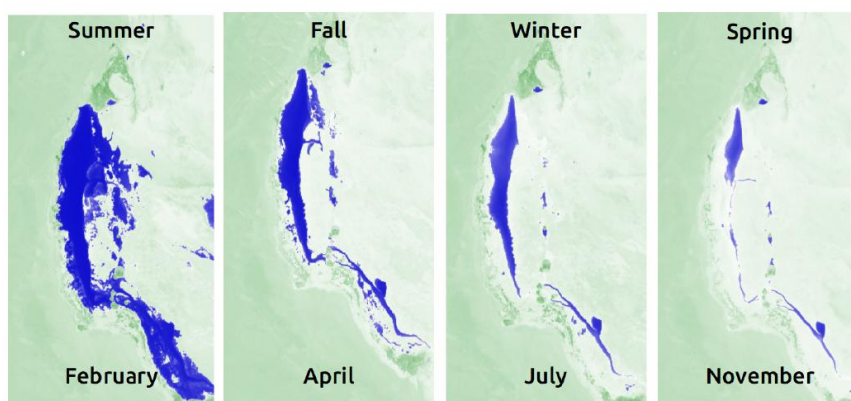 Summer
Fall
Winter
Spring
February
April
July
November